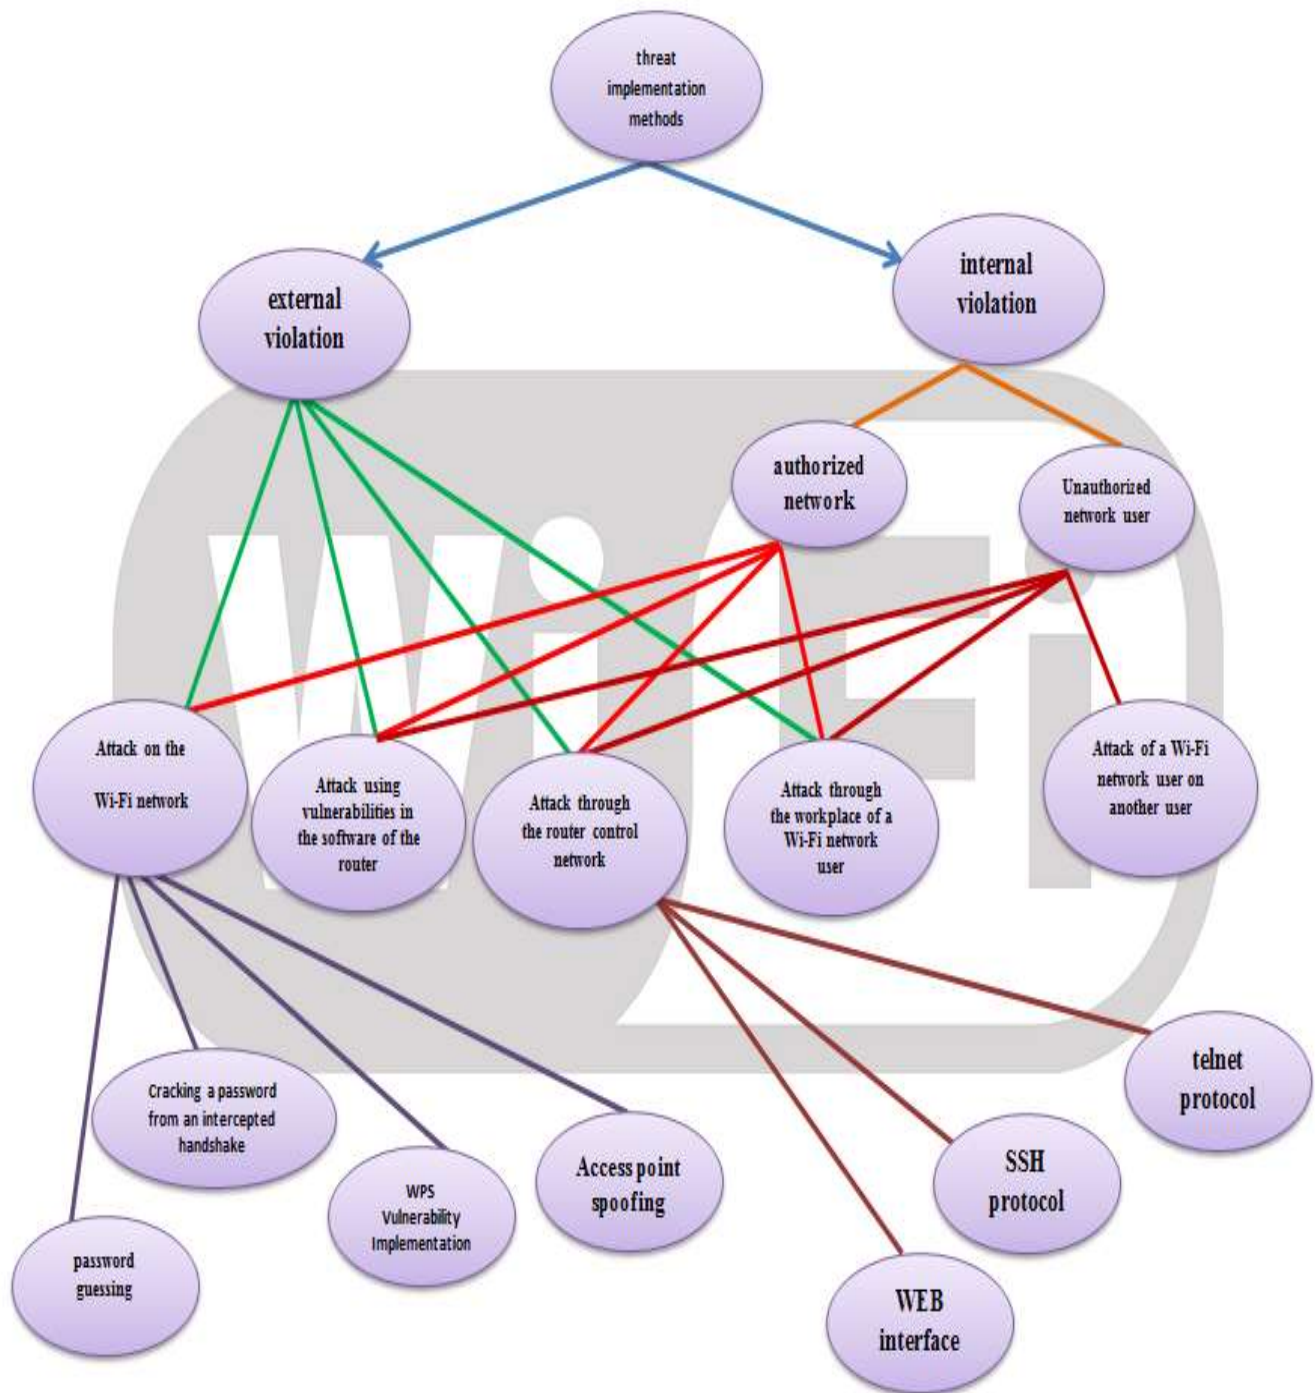 threat
implementation
methods
external
violation
internal
violation
authorized
network
Unauthorized
network user
Attack on the
Wi-Fi network
Attack using
vulnerabilities in
the software of the
router
Attack through
the router control
network
Attack through
the workplace of a
Wi-Fi network
user
Attack of a Wi-Fi
network user on
another user
Cracking a password
from an intercepted
handshake
password
guessing
WPS
Vulnerability
Implementation
Access point
spoofing
telnet
protocol
SSH
protocol
WEB
interface
Wi Fi